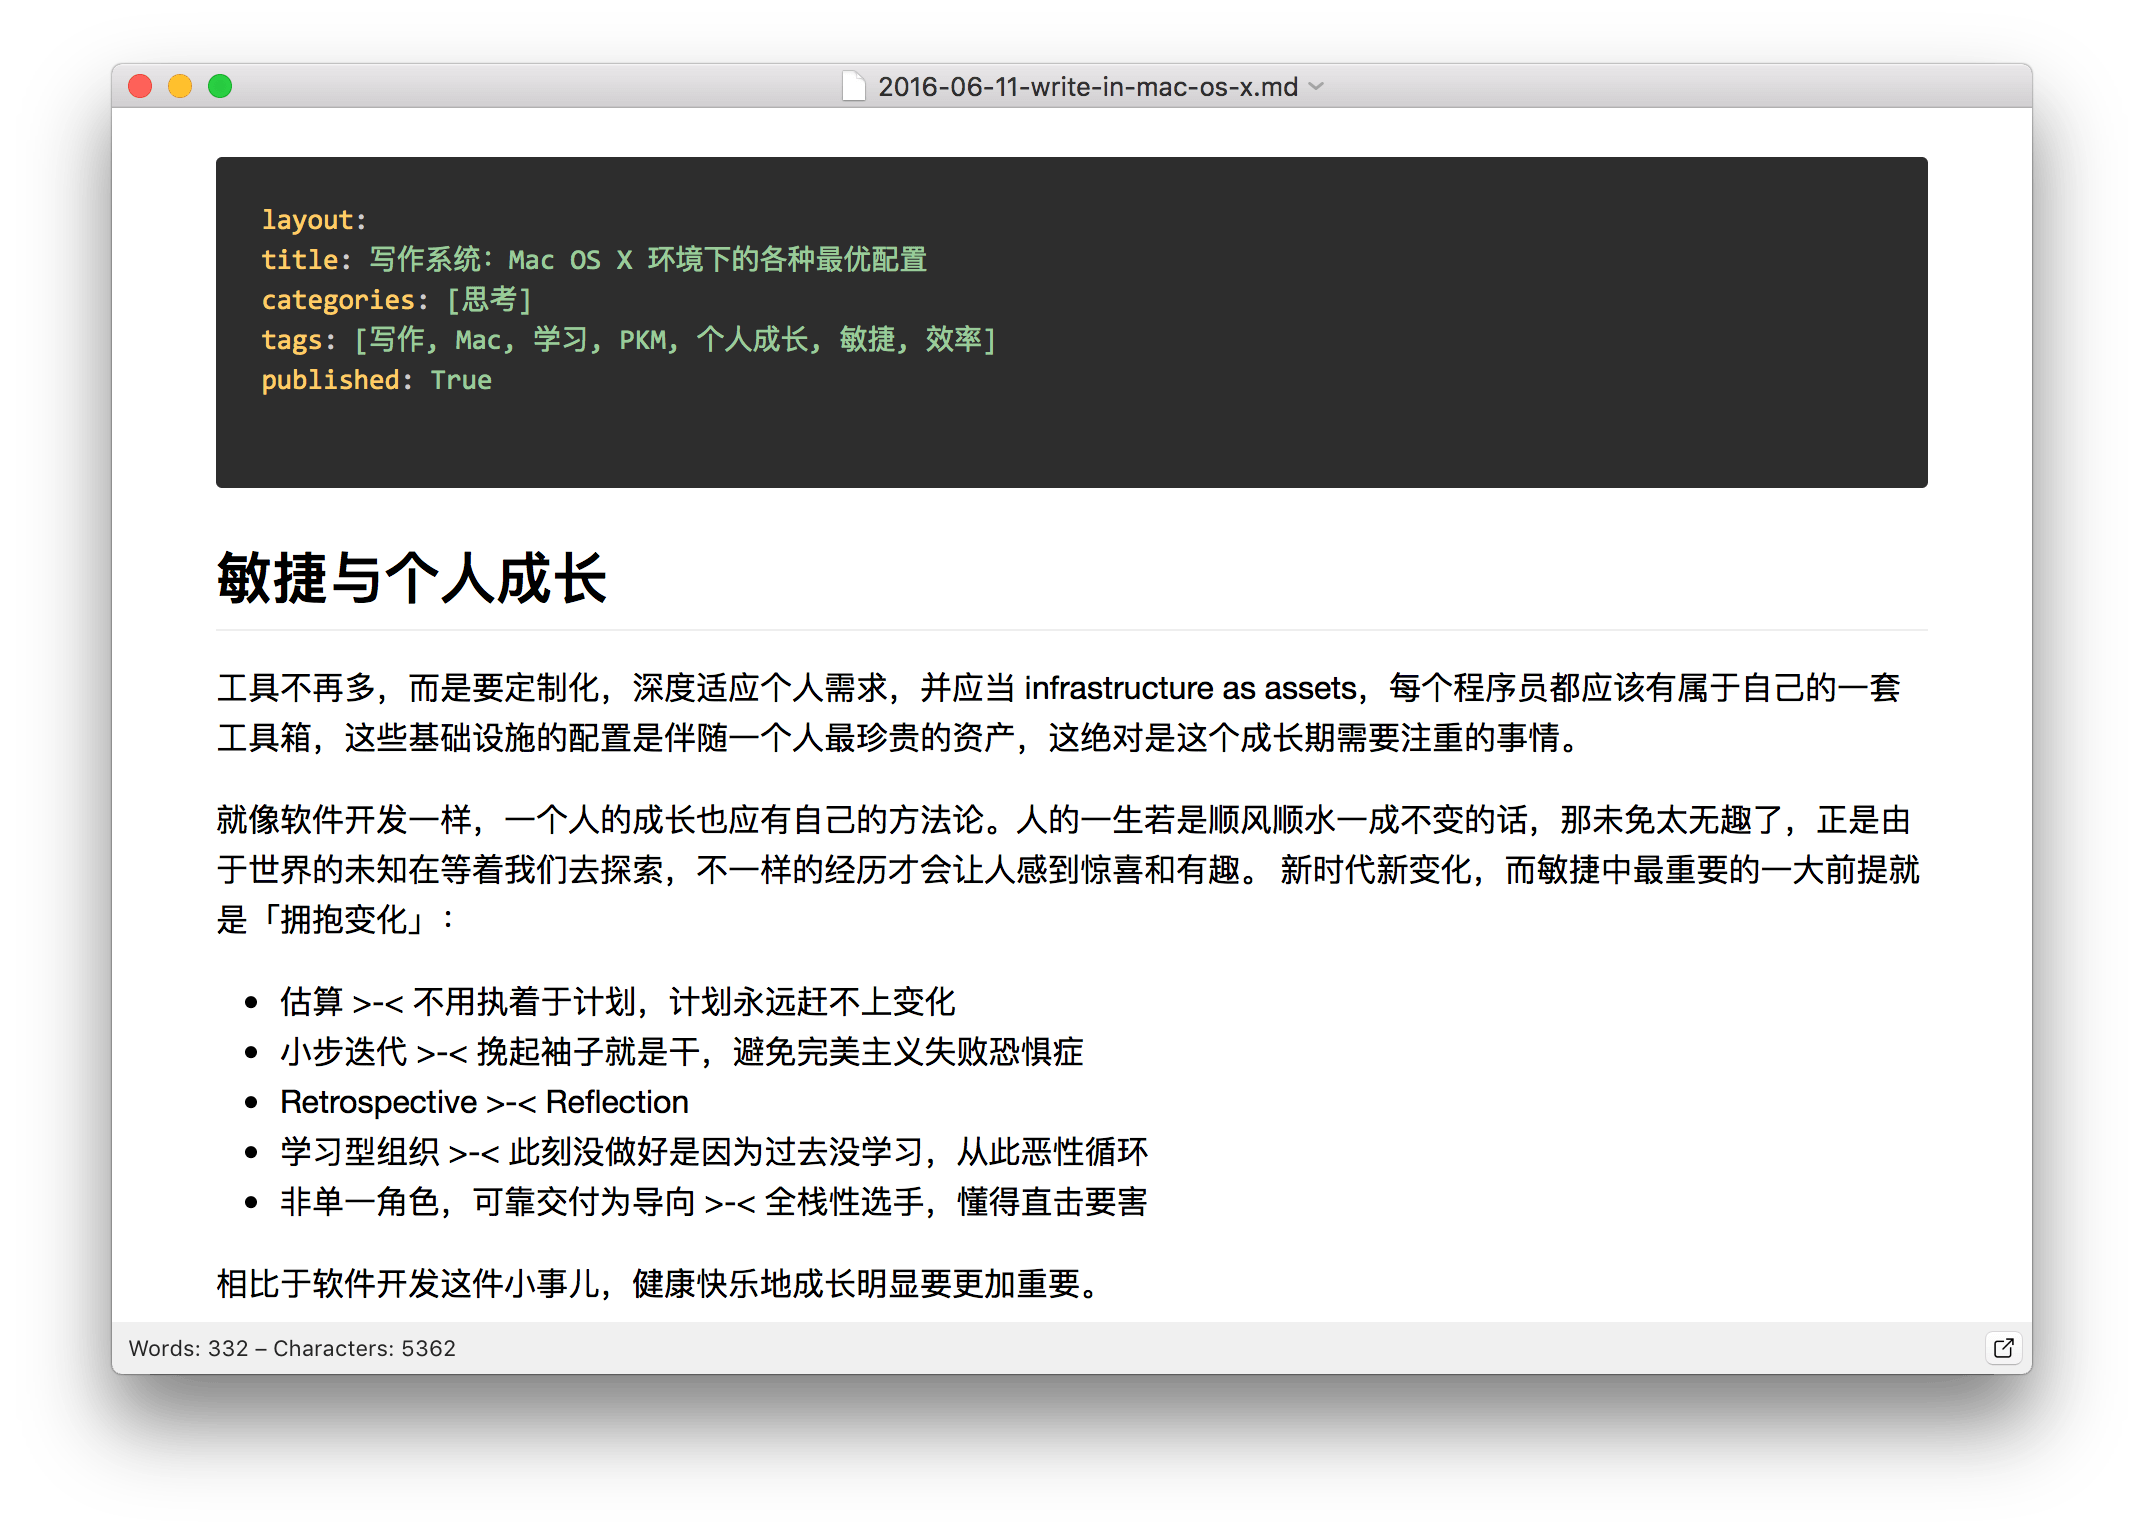 2016-06-11-write-in-mac-os-x.md
layout:
title: 写作系统：Mac OS X 环境下的各种最优配置
categories: [思考]
tags: [写作, Mac, 学习, PKM, 个人成长, 敏捷, 效率]
published: True
敏捷与个人成长
工具不再多，而是要定制化，深度适应个人需求，并应当 infrastructure as assets，每个程序员都应该有属于自己的一套
工具箱，这些基础设施的配置是伴随一个人最珍贵的资产，这绝对是这个成长期需要注重的事情。
就像软件开发一样，一个人的成长也应有自己的方法论。人的一生若是顺风顺水一成不变的话，那未免太无趣了，正是由
于世界的未知在等着我们去探索，不一样的经历才会让人感到惊喜和有趣。 新时代新变化，而敏捷中最重要的一大前提就
是「拥抱变化」：
• 估算 >-< 不用执着于计划，计划永远赶不上变化
• 小步迭代 >-< 挽起袖子就是干，避免完美主义失败恐惧症
• Retrospective >-< Reflection
• 学习型组织 >-< 此刻没做好是因为过去没学习，从此恶性循环
• 非单一角色，可靠交付为导向 >-< 全栈性选手，懂得直击要害
相比于软件开发这件小事儿，健康快乐地成长明显要更加重要。
Words: 332 – Characters: 5362